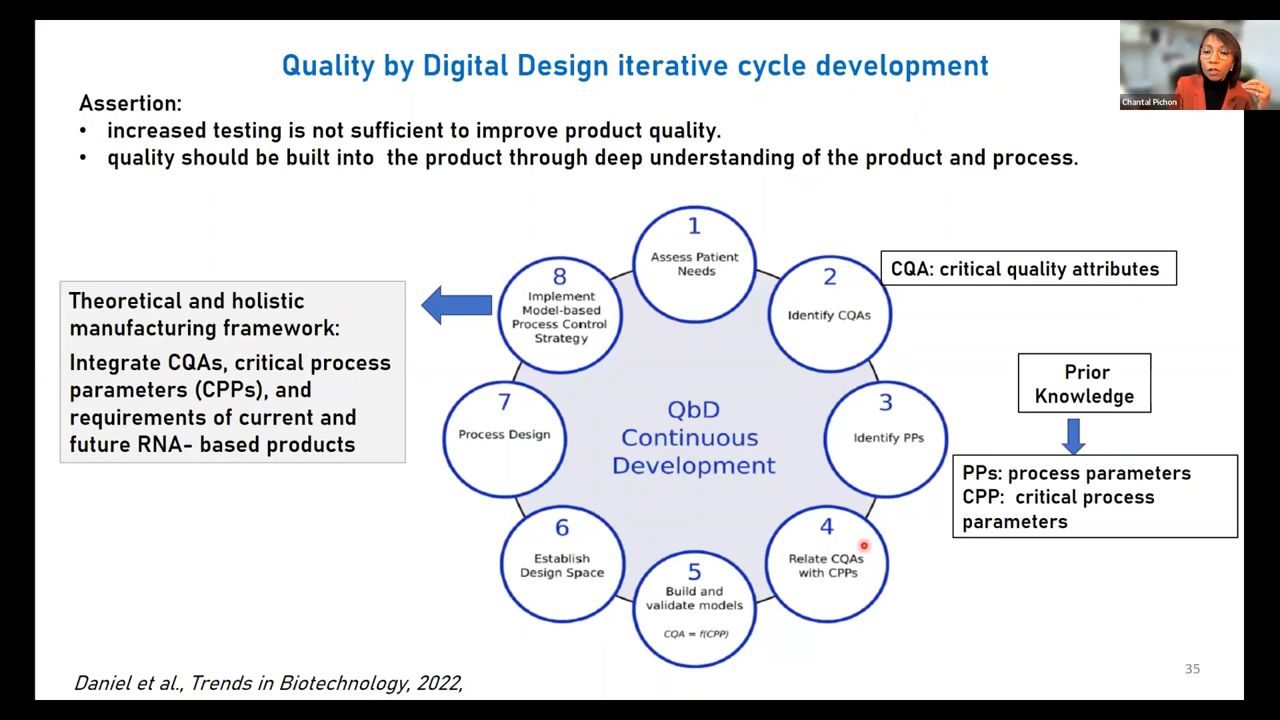 Quality by Digital Design iterative cycle development
Chantal Pichon
Assertion:
• increased testing is not sufficient to improve product quality.
• quality should be built into the product through deep understanding of the product and process.
1
Assess Patient
Needs
2
Identify CQAs
CQA: critical quality attributes
3
Identify PPs
Prior
Knowledge
PPs: process parameters
CPP: critical process
parameters
4
Relate CQAs
with CPPs
5
Build and
validate models
CQA = f(CPP)
6
Establish
Design Space
7
Process Design
8
Implement
Model-based
Process Control
Strategy
QbD
Continuous
Development
Theoretical and holistic
manufacturing framework:
Integrate CQAs, critical process
parameters (CPPs), and
requirements of current and
future RNA- based products
Daniel et al., Trends in Biotechnology, 2022,
35